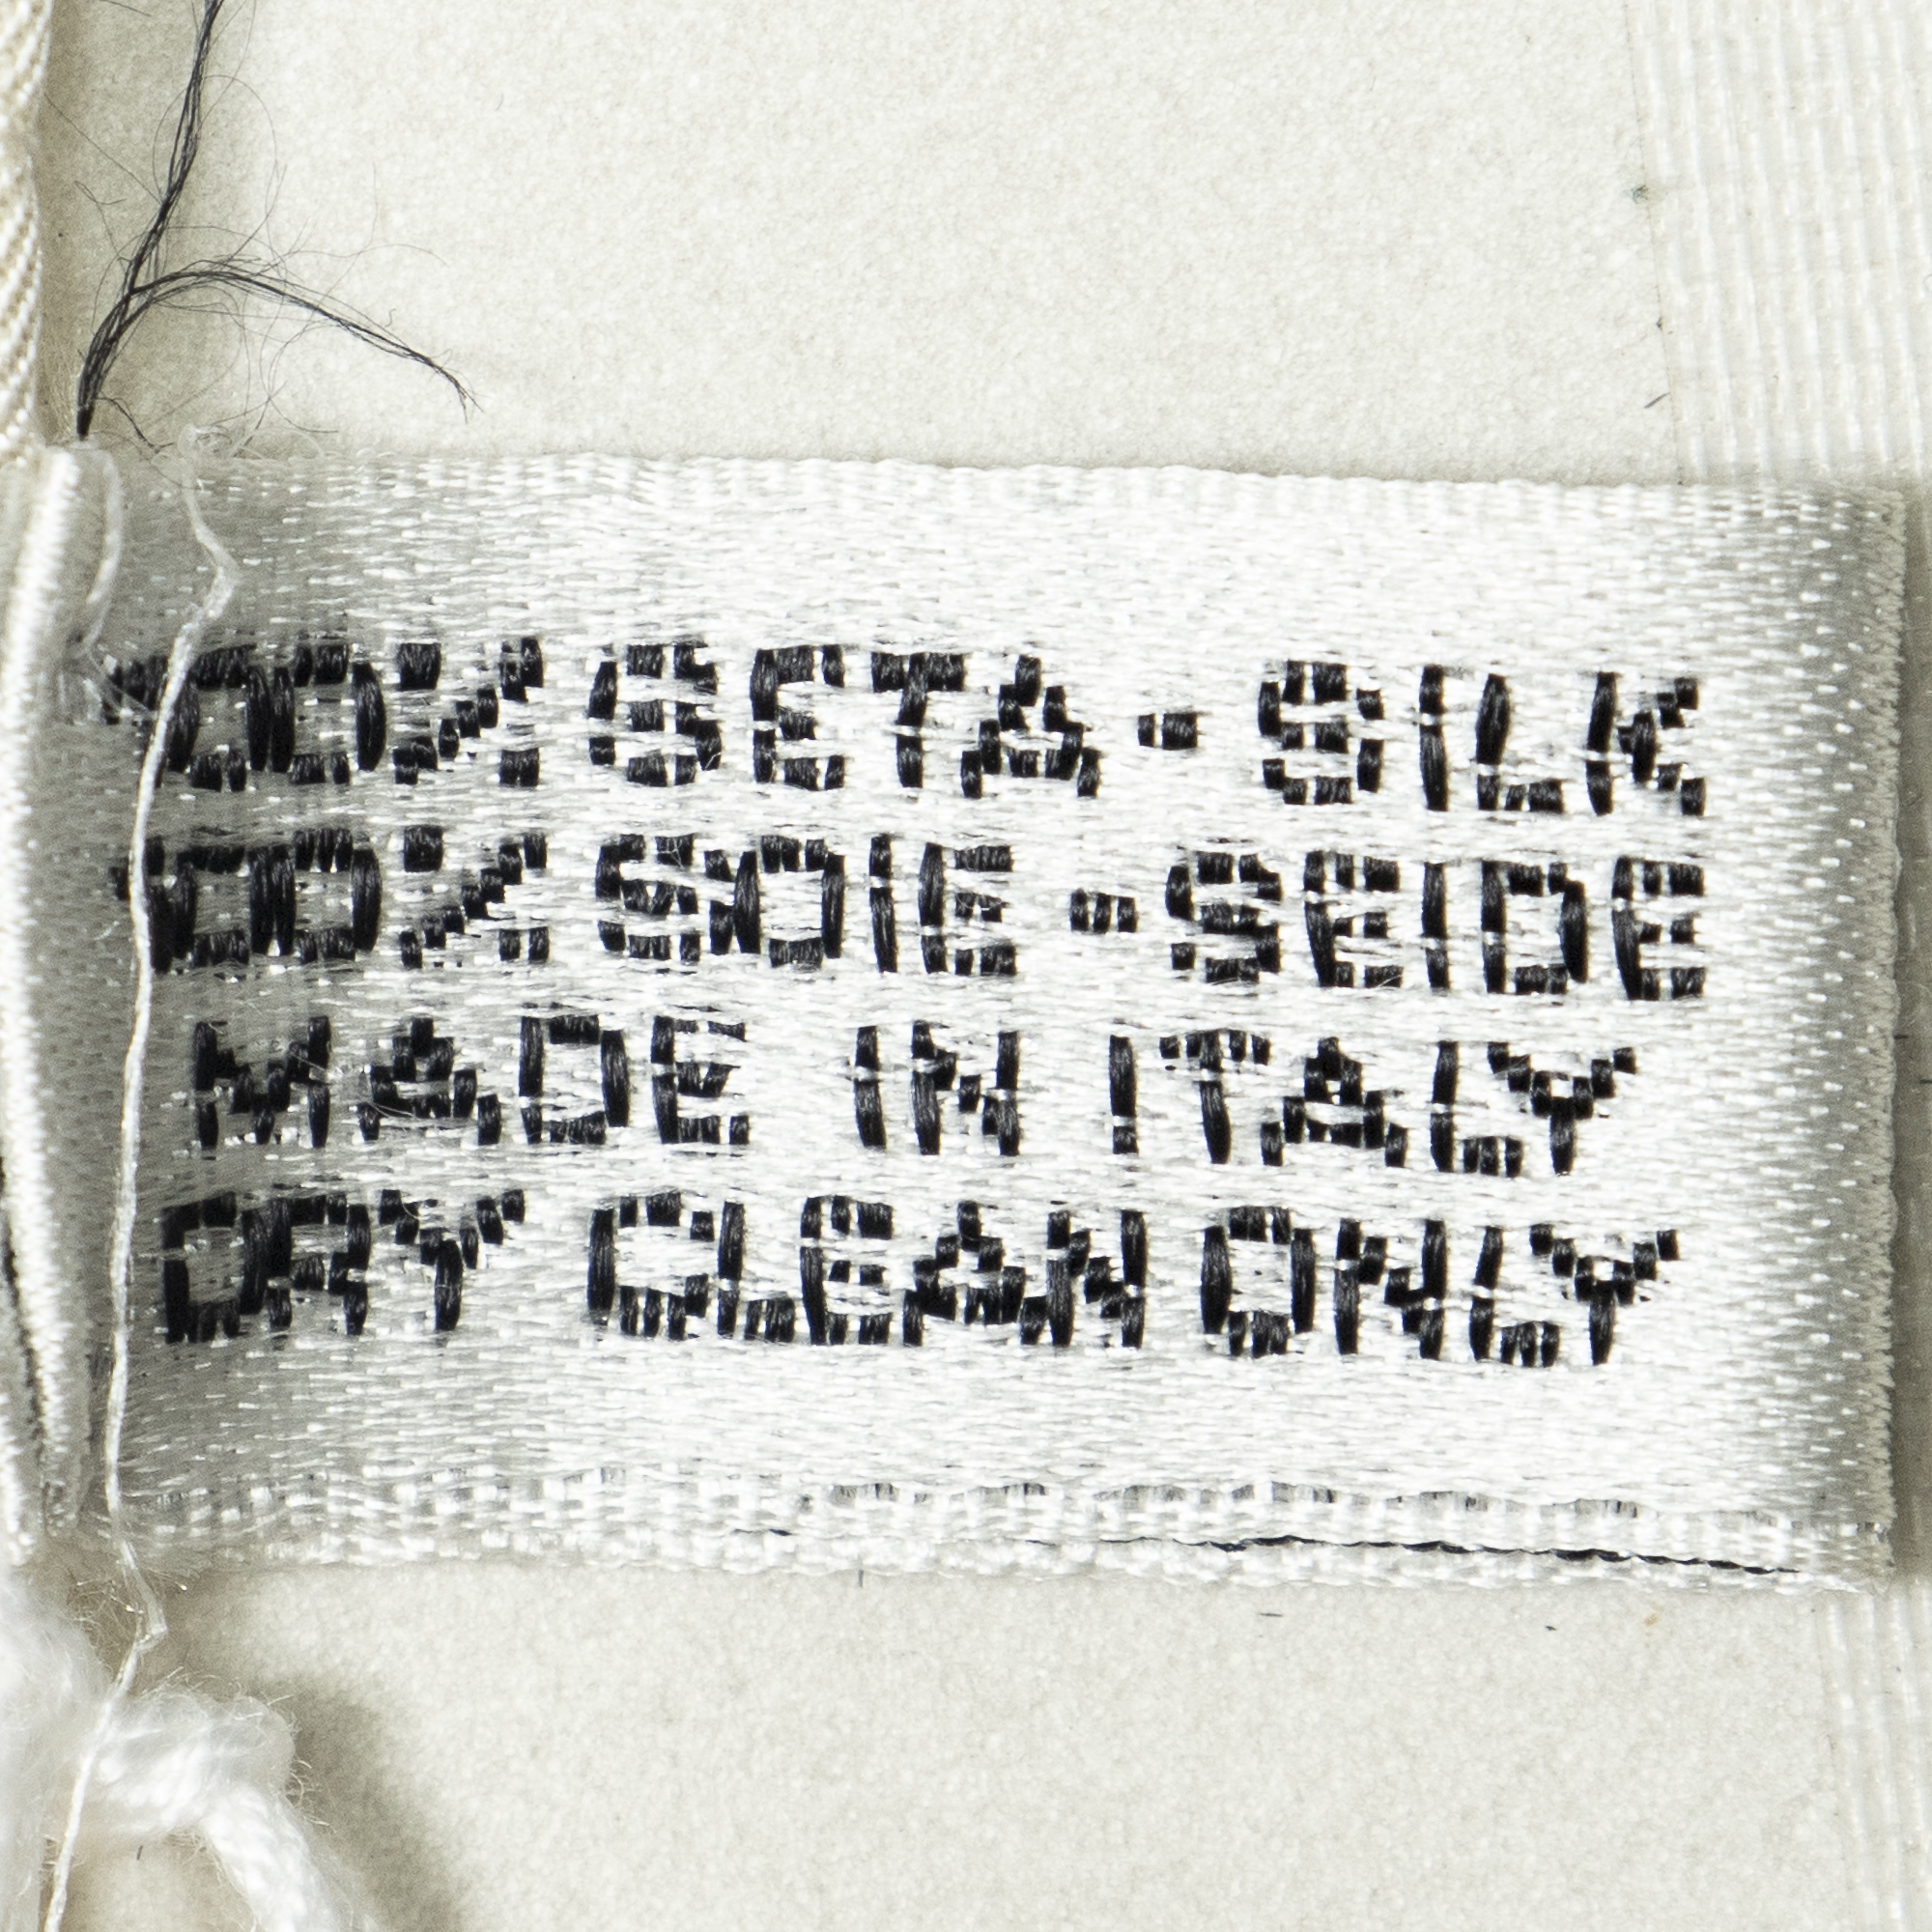 100% SETA - SILK
100% SOIE - SEIDE
MADE IN ITALY
DRY CLEAN ONLY